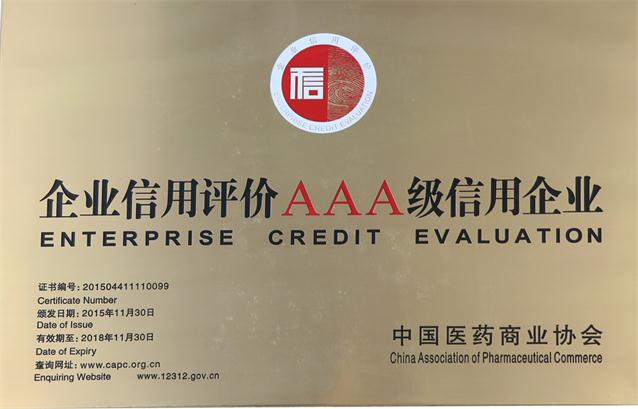 企业信用评价
信
ENTERPRISE CREDIT EVALUATION
企业信用评价AAA级信用企业
ENTERPRISE CREDIT EVALUATION
证书编号:201504411110099
Certificate Number
颁发日期:2015年11月30日
Date of Issue
有效期至:2018年11月30日
Date of Expiry
查询网址:www.capc.org.cn
Enquiring Website www.12312.gov.cn
中国医药商业协会
China Association of Pharmaceutical Commerce